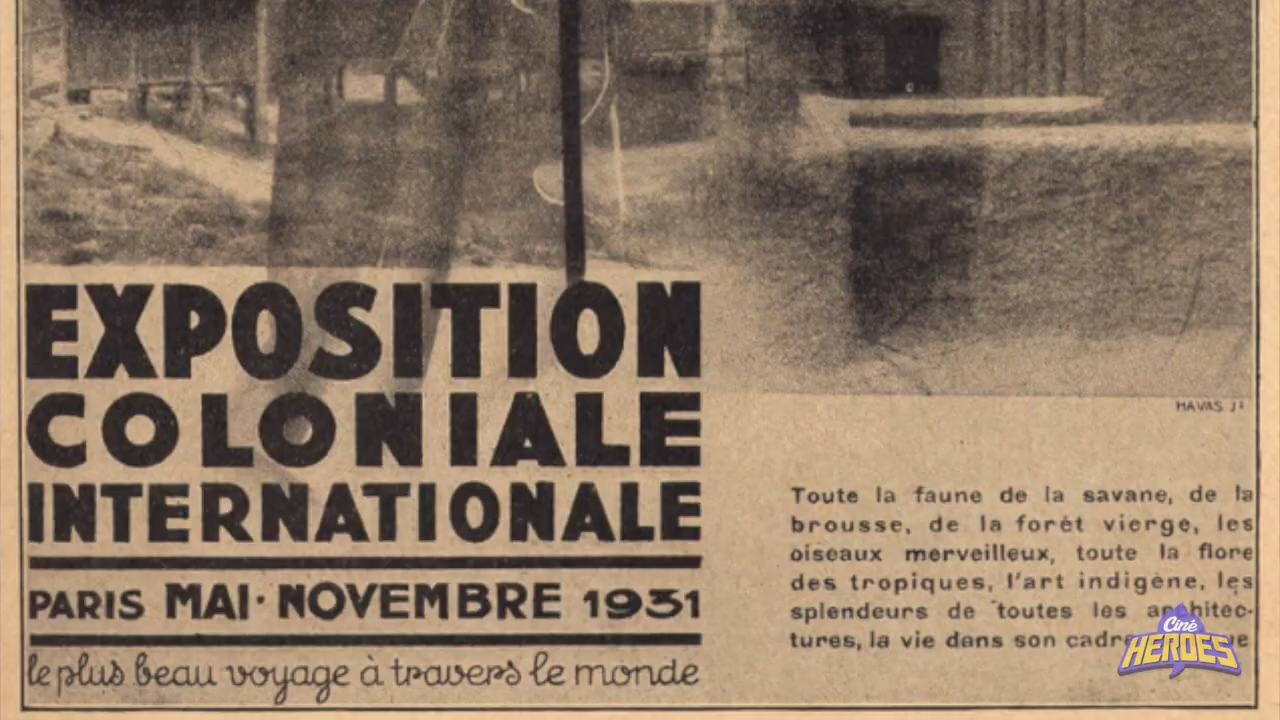 EXPOSITION
COLONIALE
INTERNATIONALE
PARIS MAI·NOVEMBRE 1931
le plus beau voyage à travers le monde
HAVAS
Toute la faune de la savane, de la
brousse, de la forêt vierge, les
oiseaux merveilleux, toute la flore
des tropiques, l'art indigène, les
splendeurs de toutes les architec-
tures, la vie dans son cadre
Ciné
HEROES